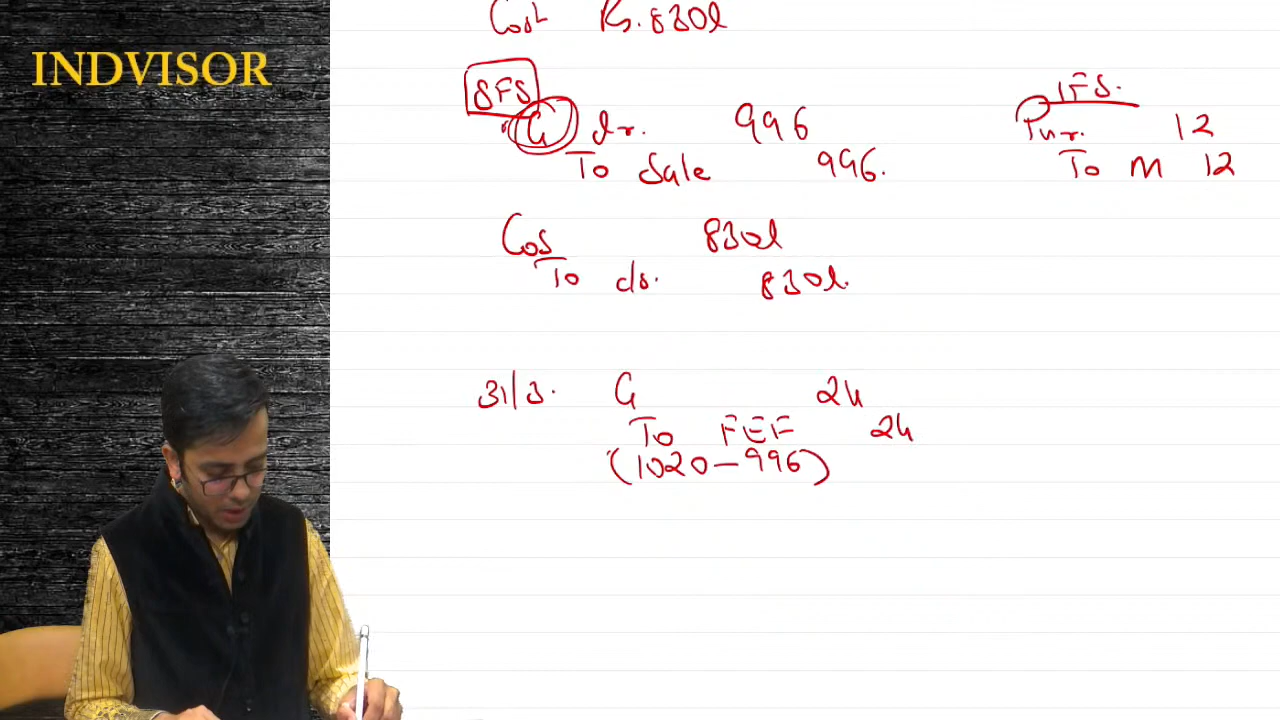 INDVISOR
Cost Rs. 830l
SFS
G dr. 996
To Sale 996.
IFS.
Pur. 12
To M 12
Cos 830l
To c/s. 830l.
31/3. G 24
To FEF 24
(1020-996)